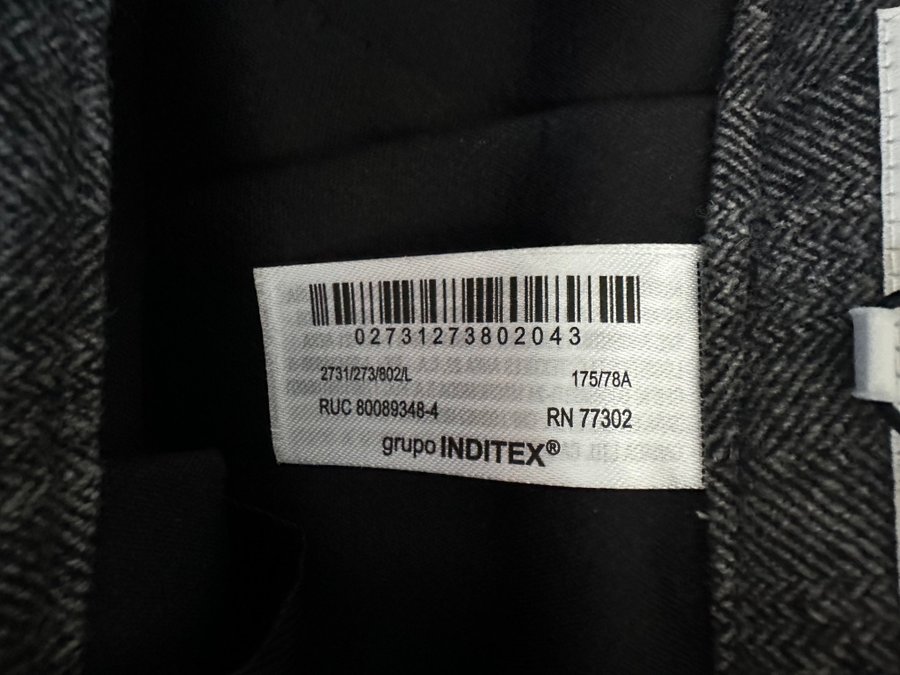 02731273802043
2731/273/802/L 175/78A
RUC 80089348-4 RN 77302
grupo INDITEX®